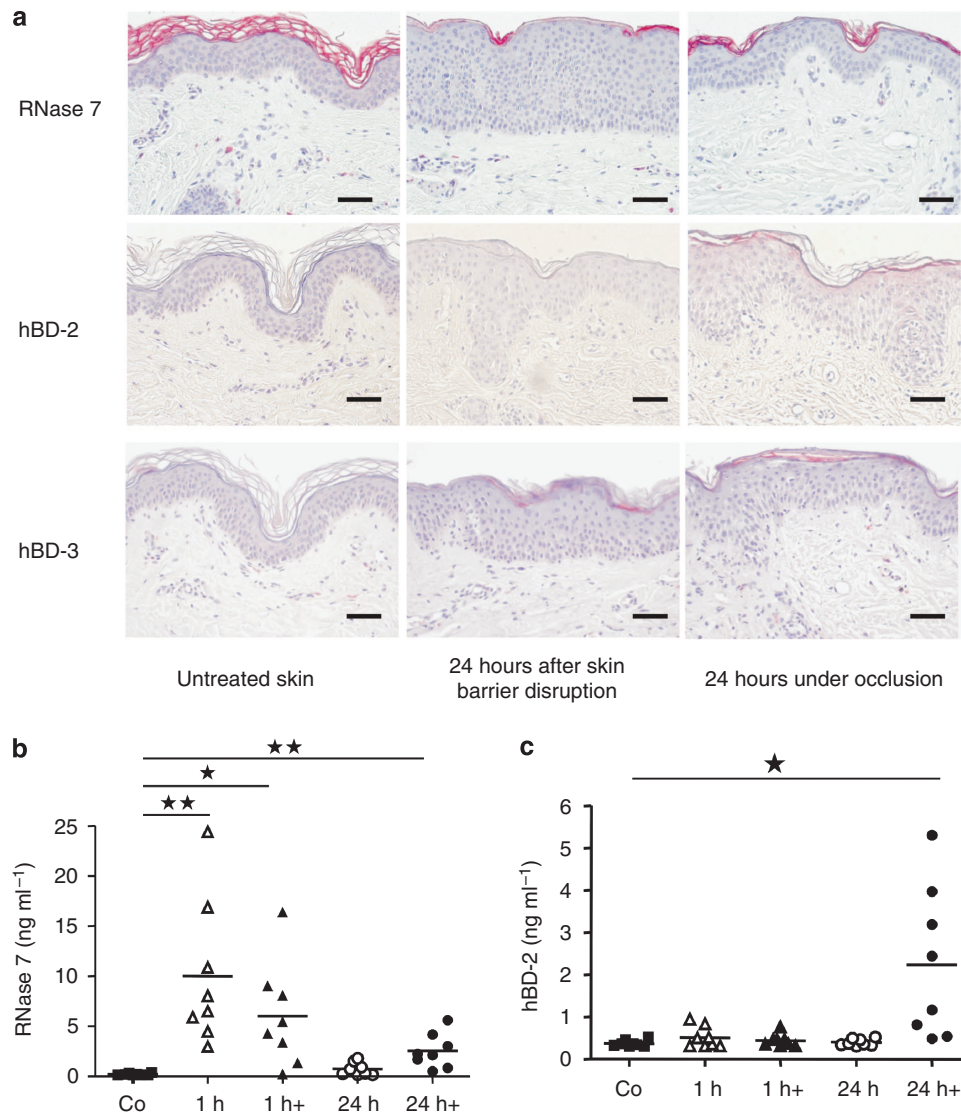 a
RNase 7
hBD-2
hBD-3
Untreated skin
24 hours after skin
barrier disruption
24 hours under occlusion
b
★★
★
★★
25
20
15
10
5
0
RNase 7 (ng ml⁻¹)
Co 1 h 1 h+ 24 h 24 h+
c
★
6
5
4
3
2
1
0
hBD-2 (ng ml⁻¹)
Co 1 h 1 h+ 24 h 24 h+